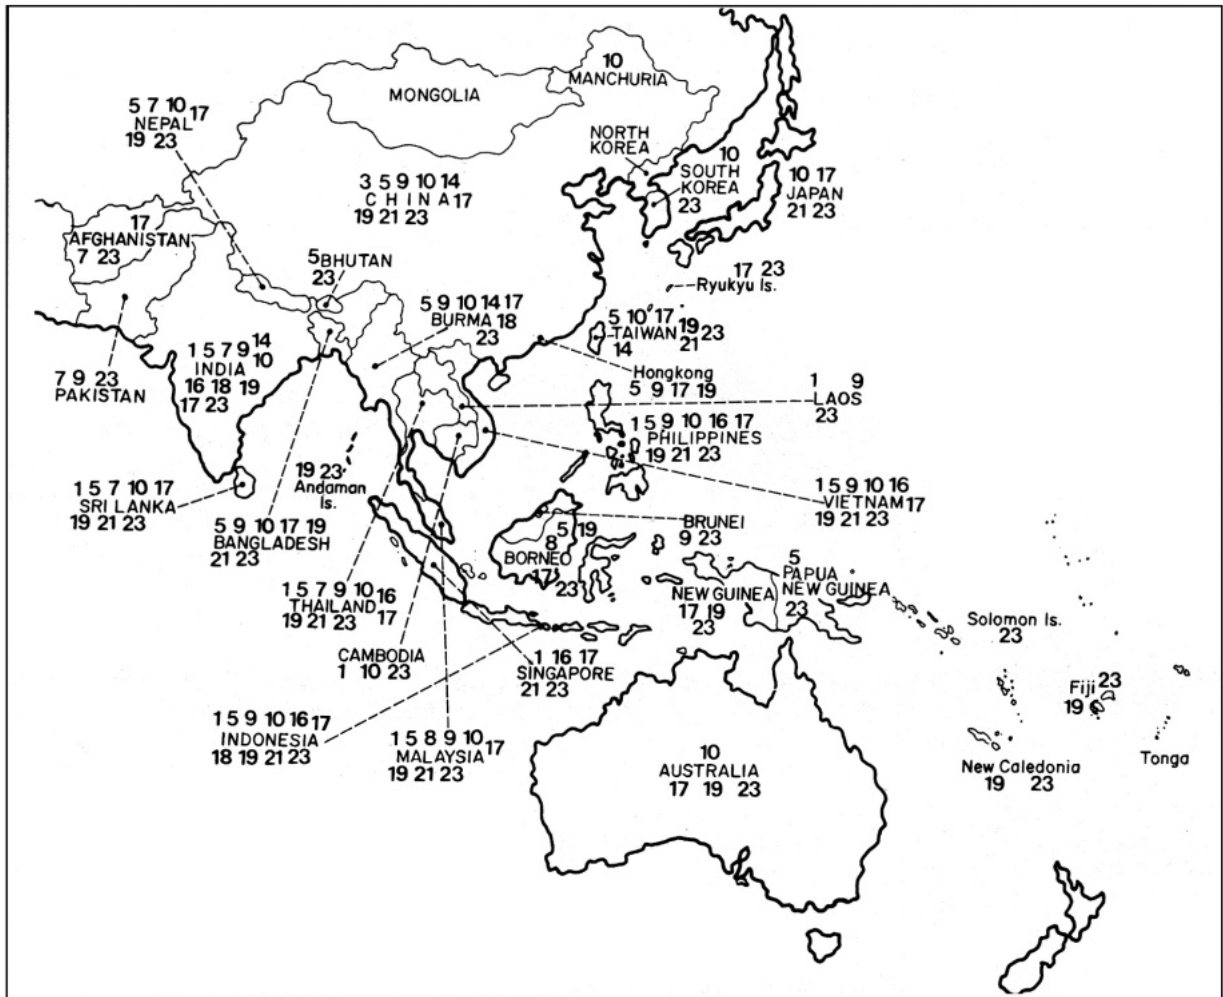 10
MANCHURIA
MONGOLIA
5 7 10 17
NEPAL
19 23
NORTH
KOREA
10
SOUTH
KOREA
23
3 5 9 10 14
CHINA 17
19 21 23
10 17
JAPAN
21 23
17
AFGHANISTAN
7 23
5 BHUTAN
23
17 23
Ryukyu Is.
5 9 10 14 17
BURMA 18
23
5 10 17 19
TAIWAN 23
14 21
1 5 7 9 14
INDIA 10
16 18 19
17 23
Hongkong
5 9 17 19
7 9 23
PAKISTAN
1 9
LAOS
23
1 5 9 10 16 17
PHILIPPINES
19 21 23
19 23
Andaman
Is.
1 5 7 10 17
SRI LANKA
19 21 23
1 5 9 10 16
VIETNAM 17
19 21 23
5 9 10 17 19
BANGLADESH
21 23
BRUNEI
9 23
5 19
8
BORNEO
17
23
5
PAPUA
NEW GUINEA
23
NEW GUINEA
17 19
23
1 5 7 9 10 16
THAILAND
19 21 23 17
Solomon Is.
23
CAMBODIA
1 10 23
1 16 17
SINGAPORE
21 23
Fiji 23
19 6
1 5 9 10 16 17
INDONESIA
18 19 21 23
1 5 8 9 10 17
MALAYSIA
19 21 23
10
AUSTRALIA
17 19 23
New Caledonia
19 23
Tonga